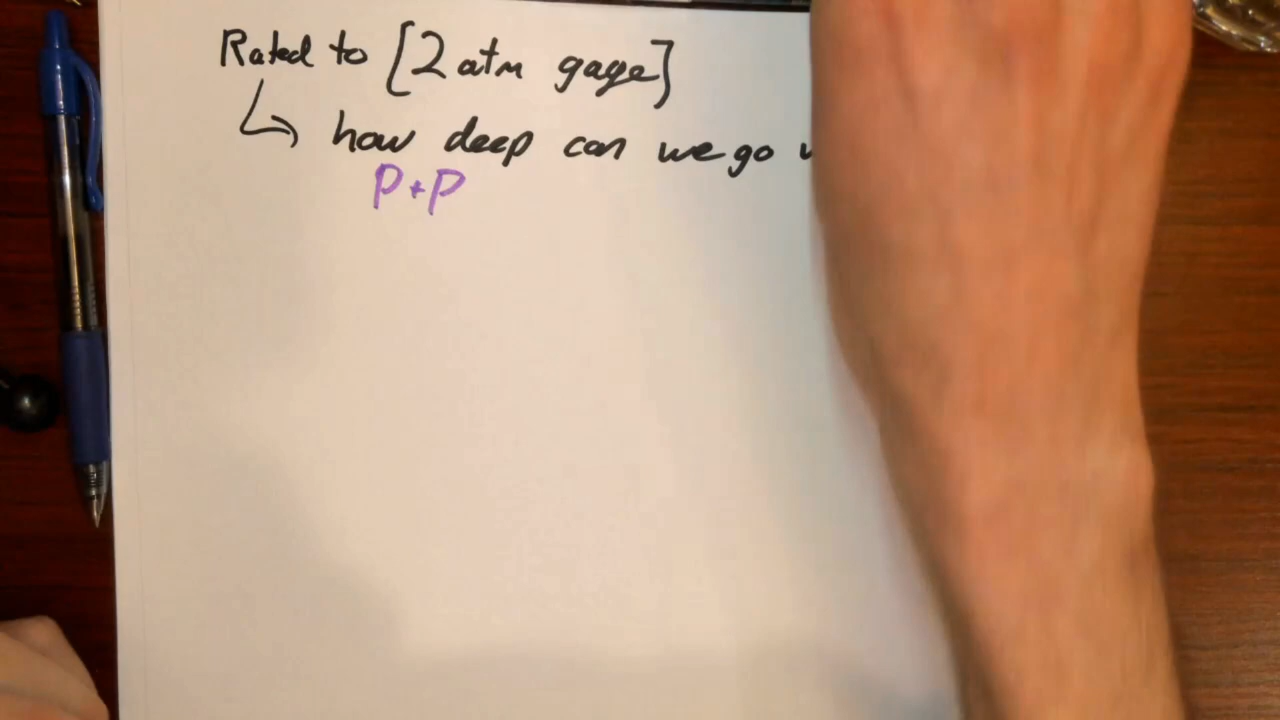 Rated to [2 atm gage]
how deep can we go
P+P